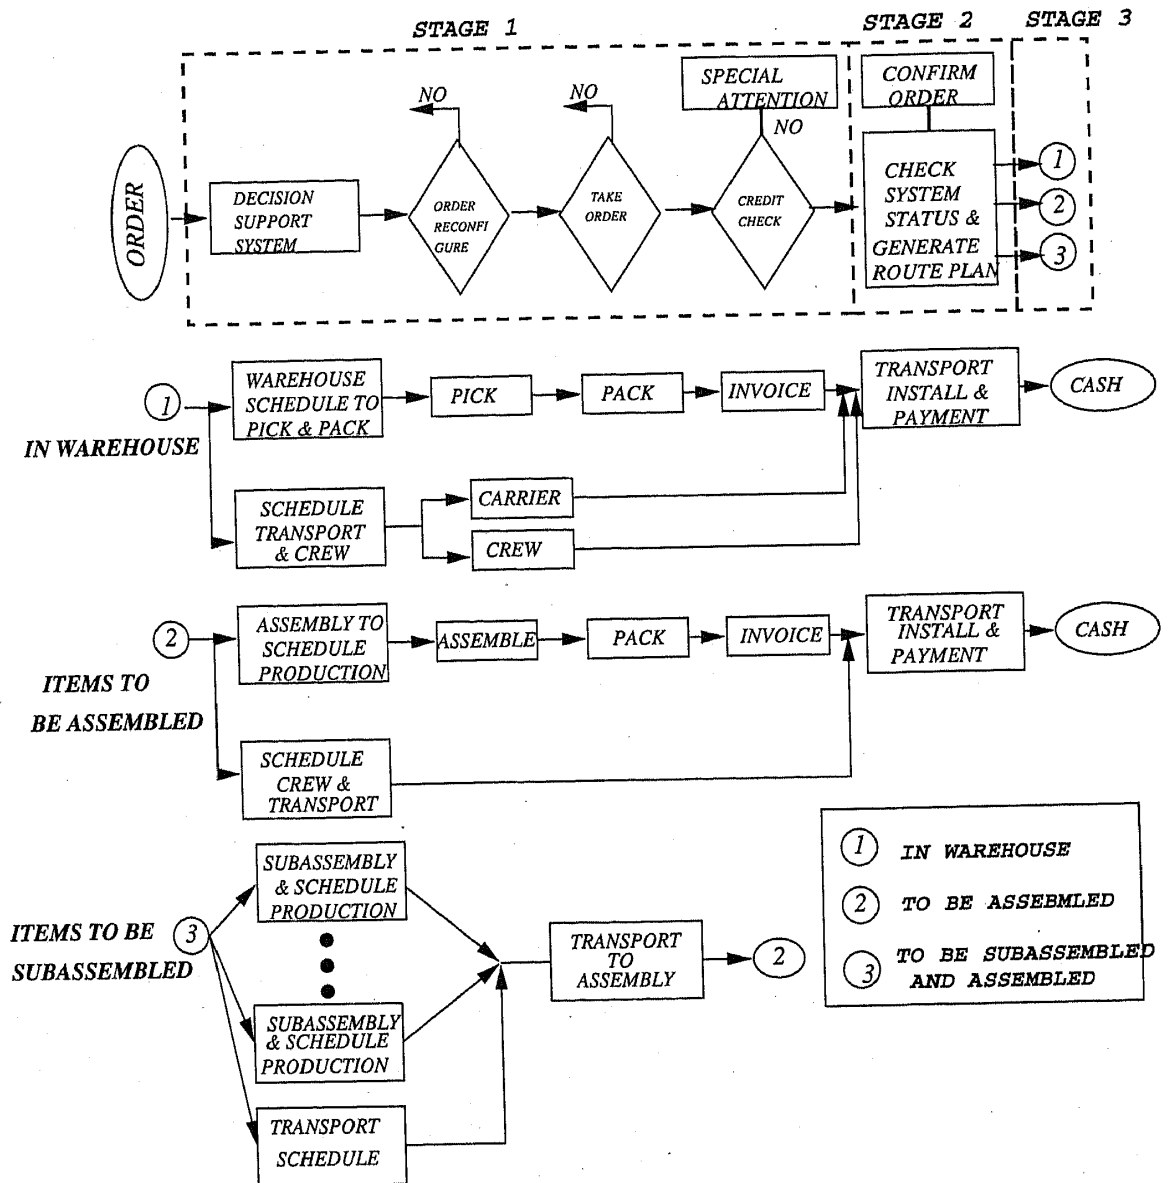 STAGE 1
STAGE 2
STAGE 3
ORDER
DECISION
SUPPORT
SYSTEM
NO
ORDER
RECONFI
GURE
NO
TAKE
ORDER
SPECIAL
ATTENTION
NO
CREDIT
CHECK
CONFIRM
ORDER
CHECK
SYSTEM
STATUS &
GENERATE
ROUTE PLAN
1
2
3
1
IN WAREHOUSE
WAREHOUSE
SCHEDULE TO
PICK & PACK
PICK
PACK
INVOICE
TRANSPORT
INSTALL &
PAYMENT
CASH
SCHEDULE
TRANSPORT
& CREW
CARRIER
CREW
2
ITEMS TO
BE ASSEMBLED
ASSEMBLY TO
SCHEDULE
PRODUCTION
ASSEMBLE
PACK
INVOICE
TRANSPORT
INSTALL &
PAYMENT
CASH
SCHEDULE
CREW &
TRANSPORT
ITEMS TO BE
SUBASSEMBLED
3
SUBASSEMBLY
& SCHEDULE
PRODUCTION
SUBASSEMBLY
& SCHEDULE
PRODUCTION
TRANSPORT
SCHEDULE
TRANSPORT
TO
ASSEMBLY
2
1 IN WAREHOUSE
2 TO BE ASSEBMLED
3 TO BE SUBASSEMBLED
AND ASSEMBLED